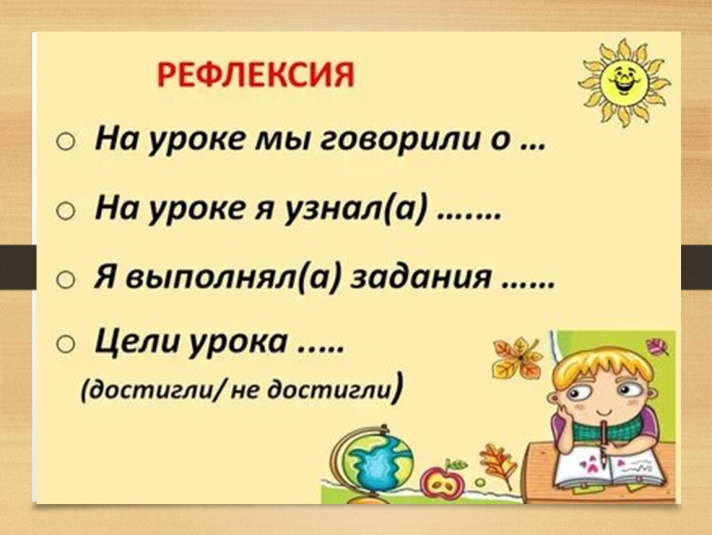 РЕФЛЕКСИЯ
На уроке мы говорили о ...
На уроке я узнал(а) .......
Я выполнял(а) задания ......
Цели урока .....
(достигли/ не достигли)